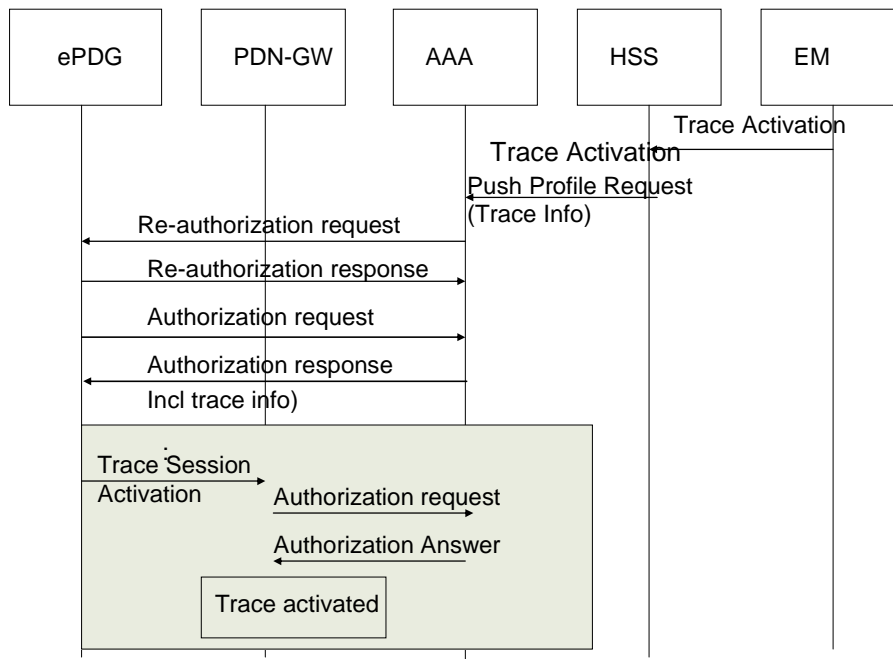 ePDG
PDN-GW
AAA
HSS
EM
Trace Activation
Trace Activation
Push Profile Request
(Trace Info)
Re-authorization request
Re-authorization response
Authorization request
Authorization response
Incl trace info)
:
Trace Session
Activation
Authorization request
Authorization Answer
Trace activated